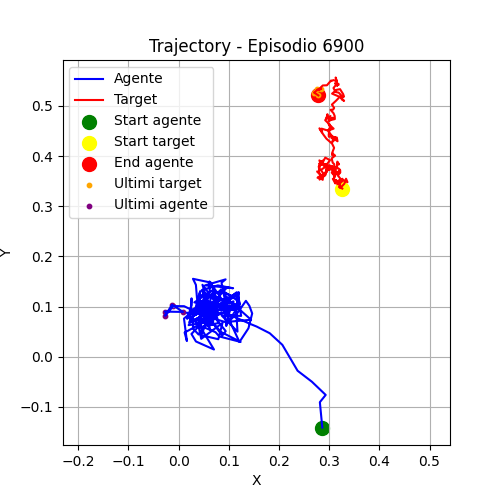 Trajectory - Episodio 6900
Agente
Target
Start agente
Start target
End agente
Ultimi target
Ultimi agente
0.5
0.4
0.3
0.2
0.1
0.0
−0.1
Y
−0.2 −0.1 0.0 0.1 0.2 0.3 0.4 0.5
X